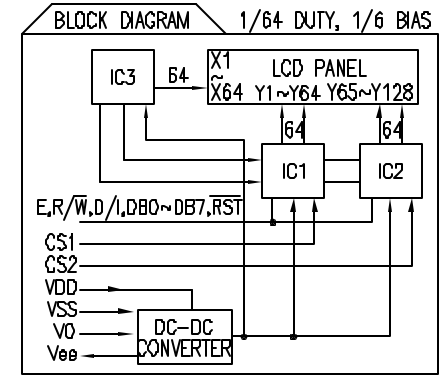 BLOCK DIAGRAM
1/64 DUTY, 1/6 BIAS
IC3
64
X1
~
X64
LCD PANEL
Y1~Y64 Y65~Y128
64
64
IC1
IC2
E,R/W̅,D/I,DB0~DB7,R̅S̅T̅
CS1
CS2
VDD
VSS
V0
Vee
DC-DC
CONVERTER